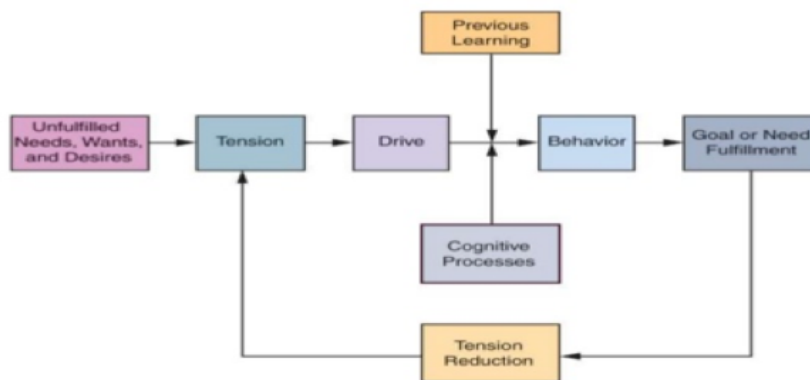 Previous
Learning
Unfulfilled
Needs, Wants,
and Desires
Tension
Drive
Behavior
Goal or Need
Fulfillment
Cognitive
Processes
Tension
Reduction